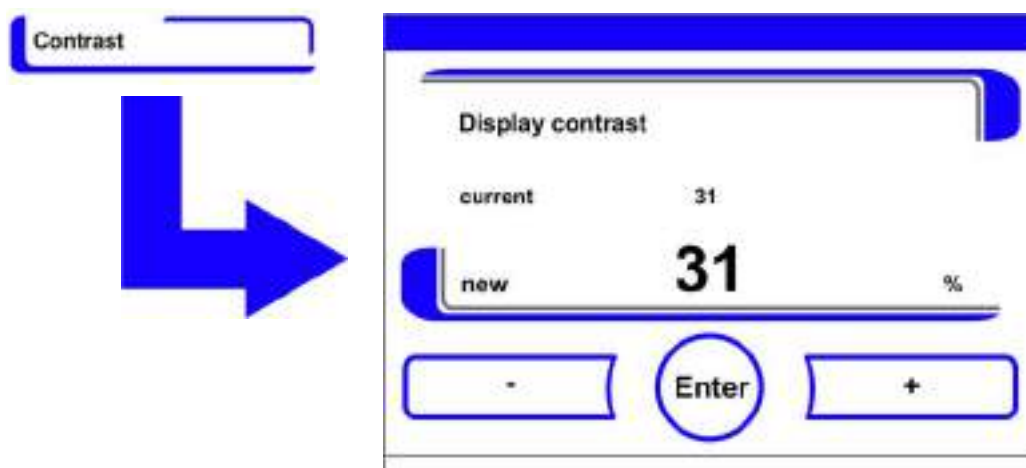 Contrast
Display contrast
current 31
new 31 %
- Enter +